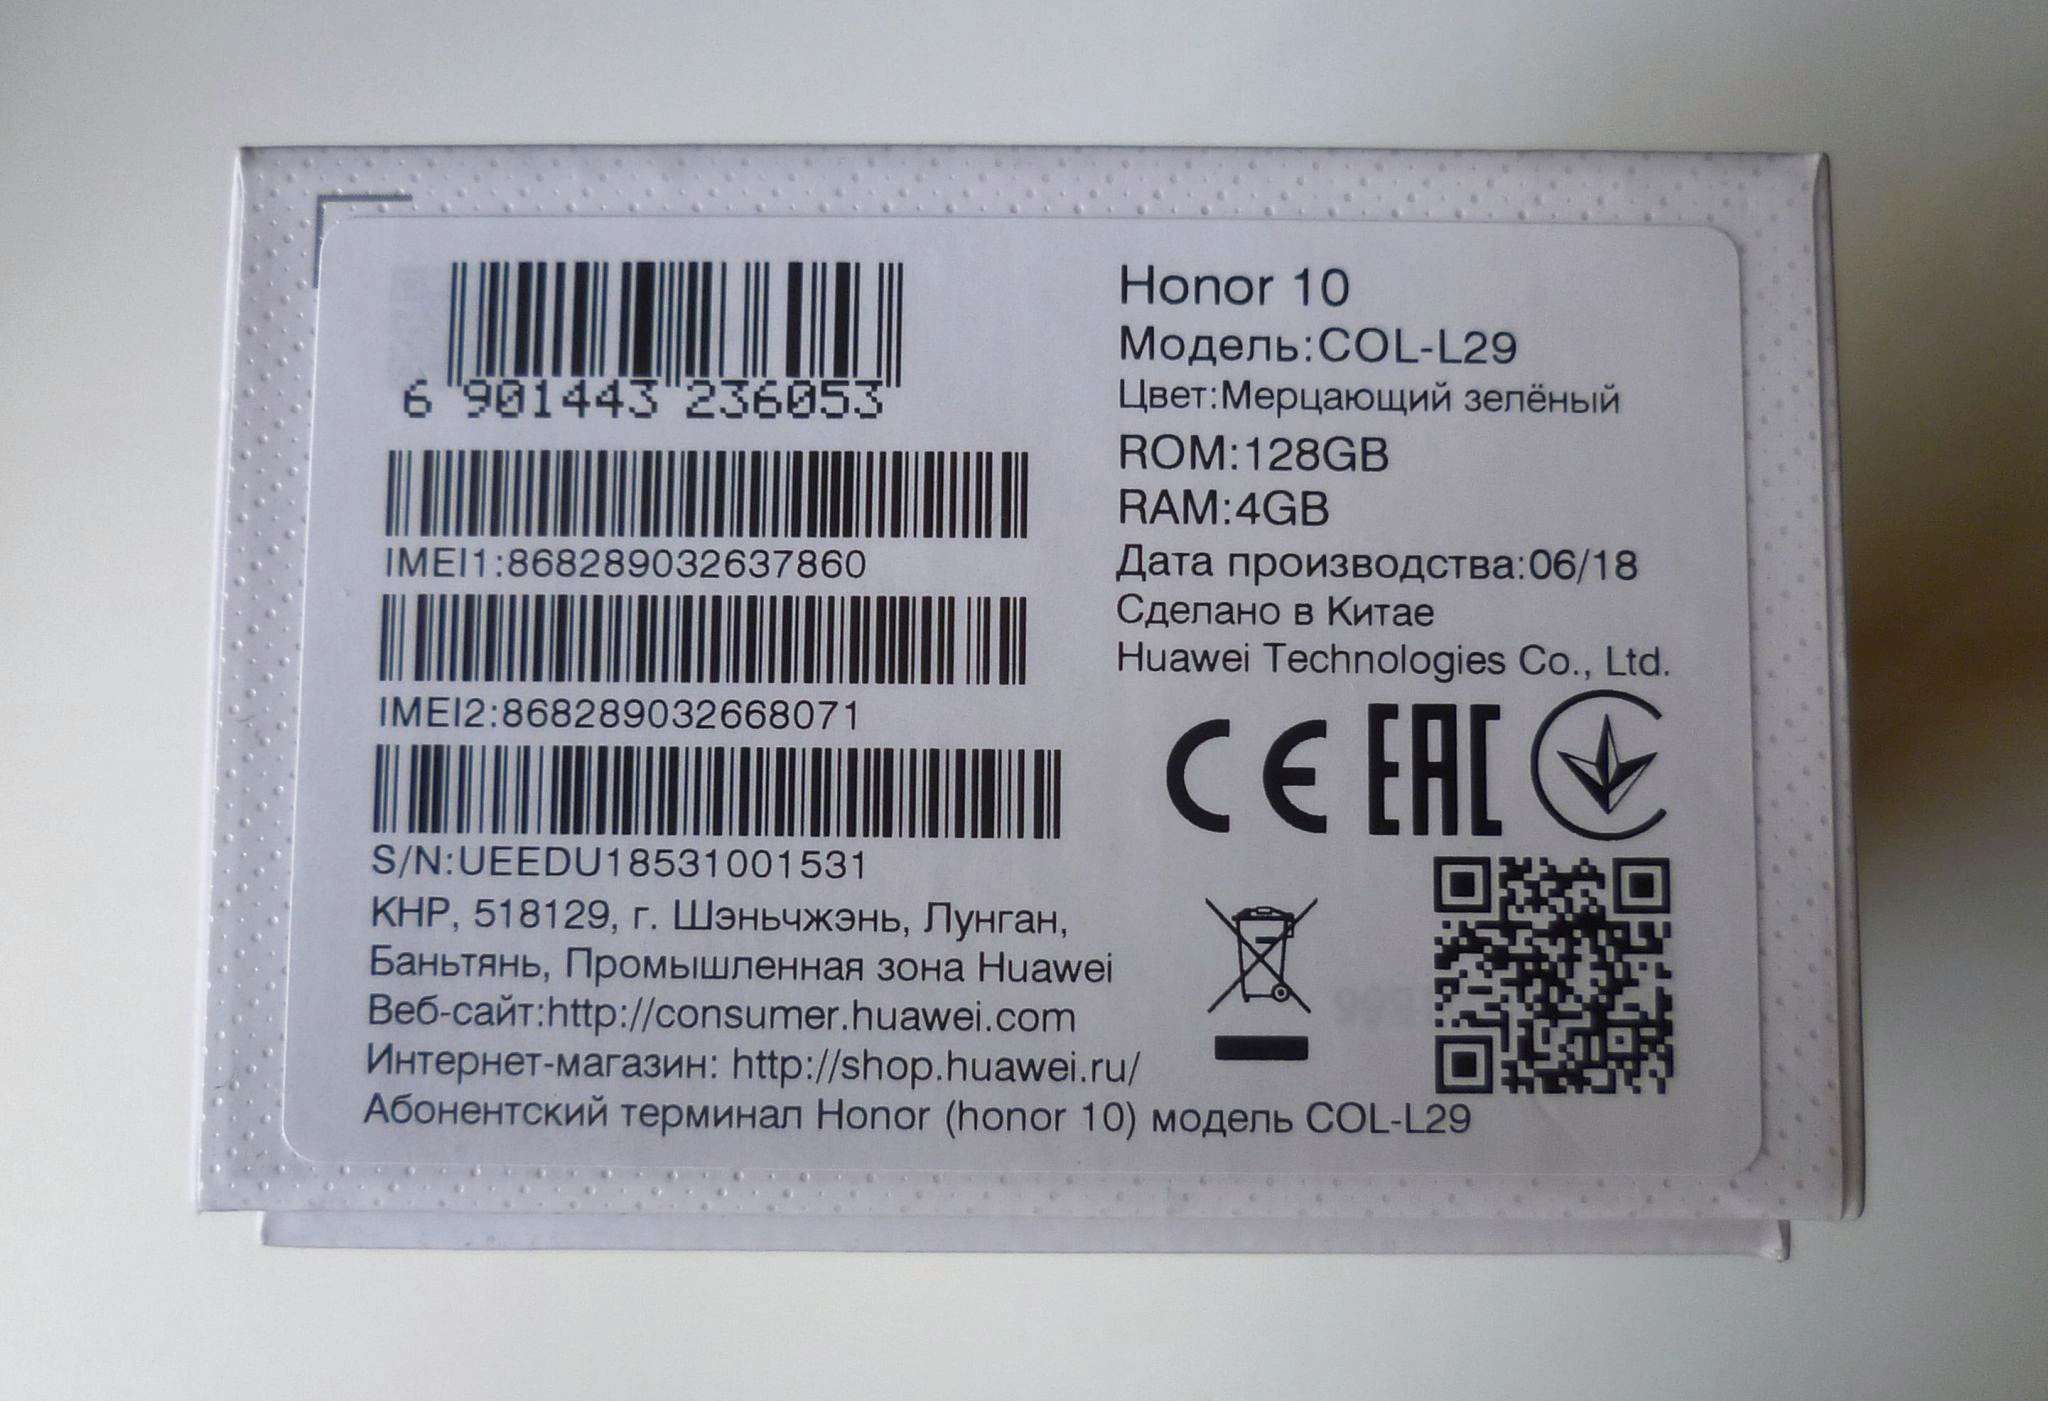 6 901443 236053
IMEI1:868289032637860
IMEI2:868289032668071
S/N:UEEDU18531001531
КНР, 518129, г. Шэньчжэнь, Лунган,
Баньтянь, Промышленная зона Huawei
Веб-сайт:http://consumer.huawei.com
Интернет-магазин: http://shop.huawei.ru/
Абонентский терминал Honor (honor 10) модель COL-L29
Honor 10
Модель:COL-L29
Цвет:Мерцающий зелёный
ROM:128GB
RAM:4GB
Дата производства:06/18
Сделано в Китае
Huawei Technologies Co., Ltd.
CE EAC